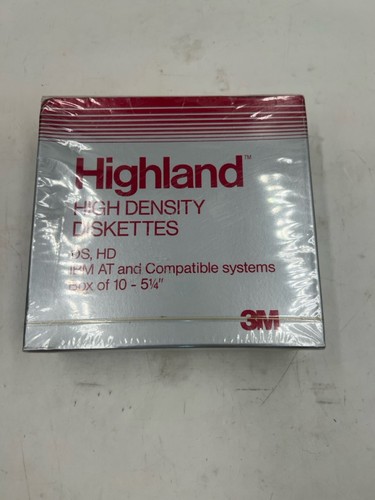 Highland™
HIGH DENSITY
DISKETTES
DS, HD
IBM AT and Compatible systems
Box of 10 - 5¼"
3M